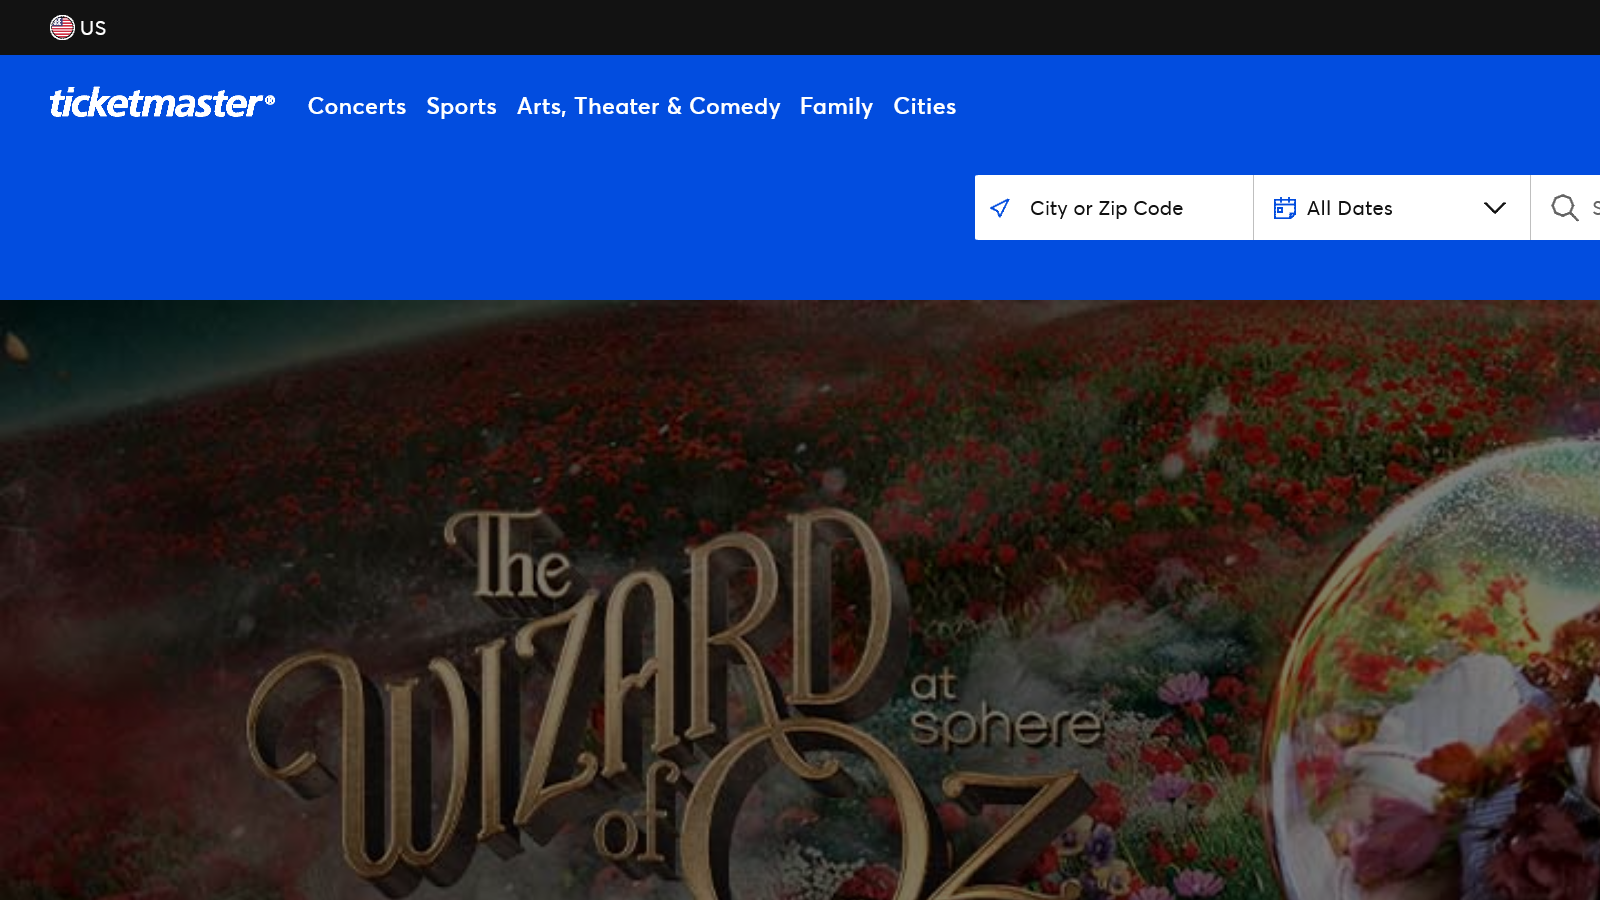 US
ticketmaster®
Concerts Sports Arts, Theater & Comedy Family Cities
City or Zip Code All Dates
The
WIZARD
of OZ
at
sphere